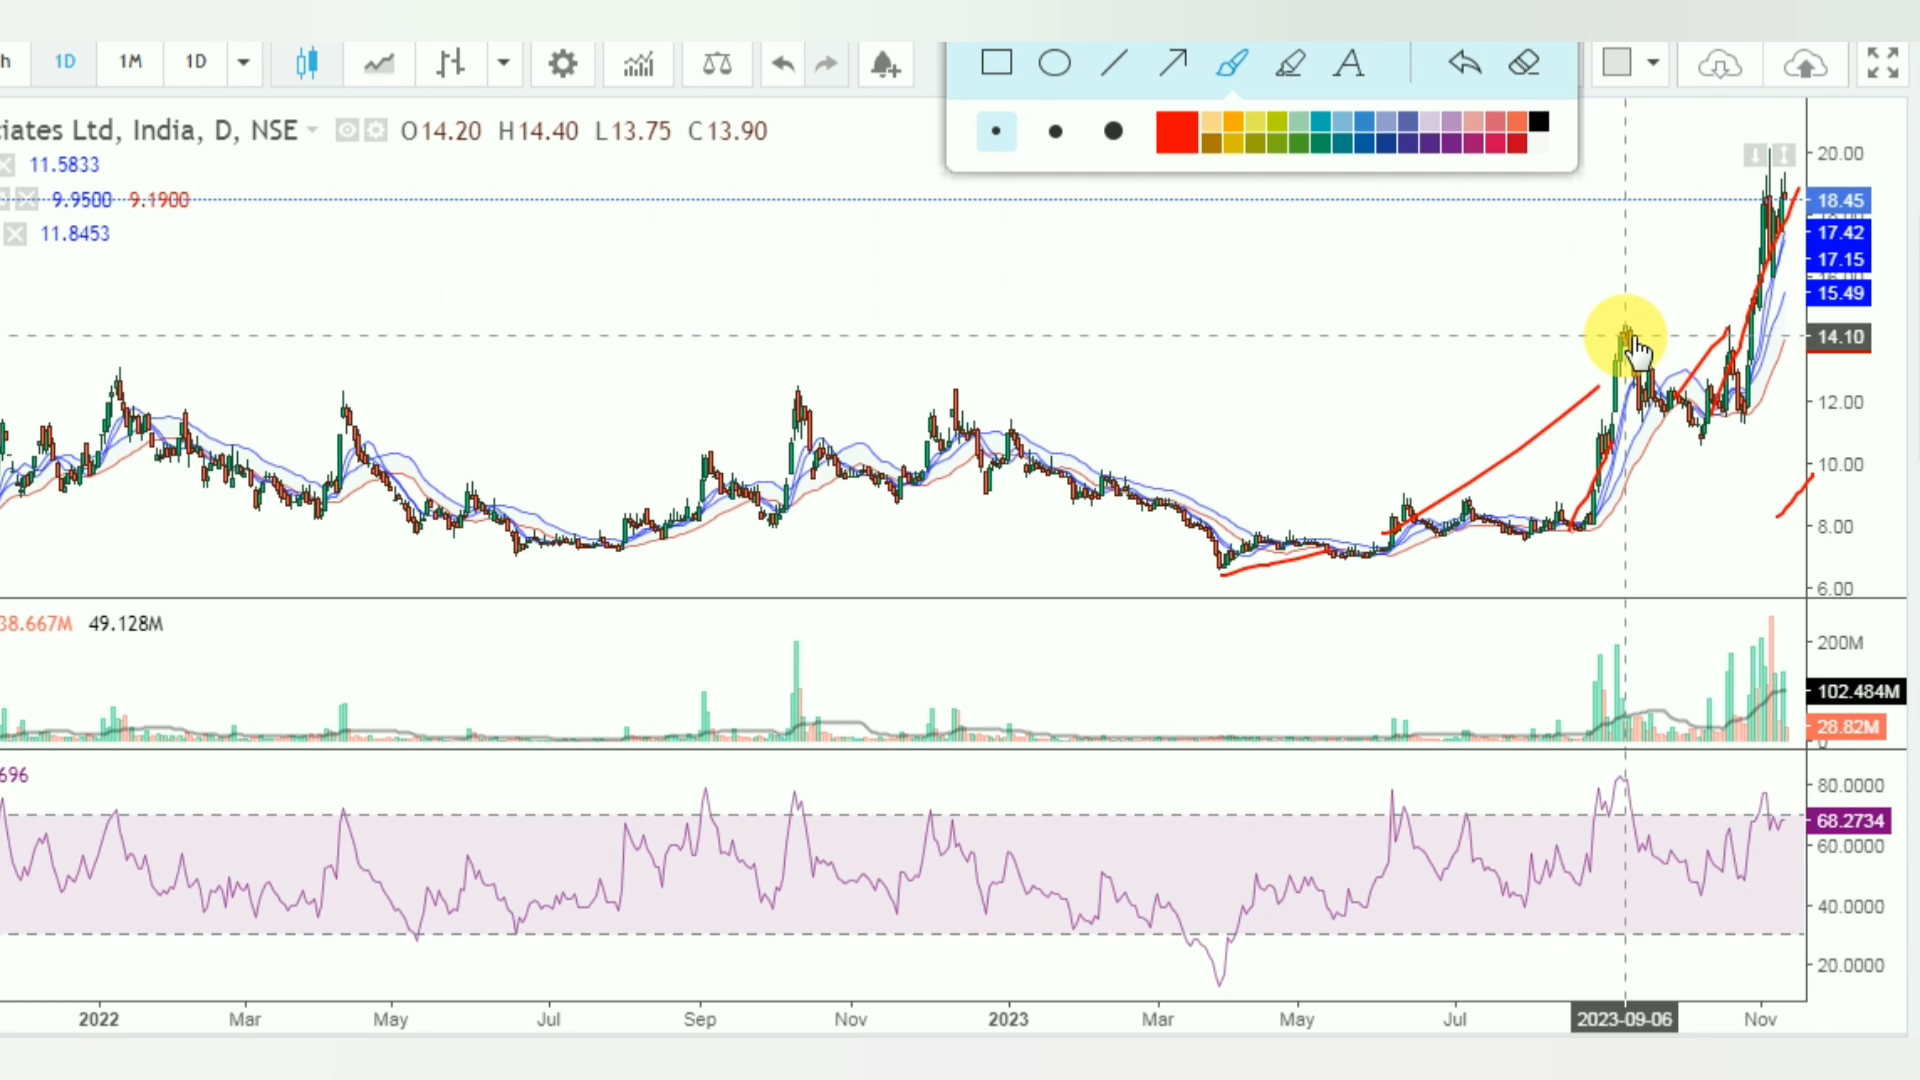 h 1D 1M 1D A
ciates Ltd, India, D, NSE O14.20 H14.40 L13.75 C13.90
11.5833
9.9500 9.1900
11.8453
20.00
18.45
17.42
17.15
15.49
14.10
12.00
10.00
8.00
6.00
38.667M 49.128M
200M
102.484M
28.82M
0
696
80.0000
68.2734
60.0000
40.0000
20.0000
2022 Mar May Jul Sep Nov 2023 Mar May Jul 2023-09-06 Nov